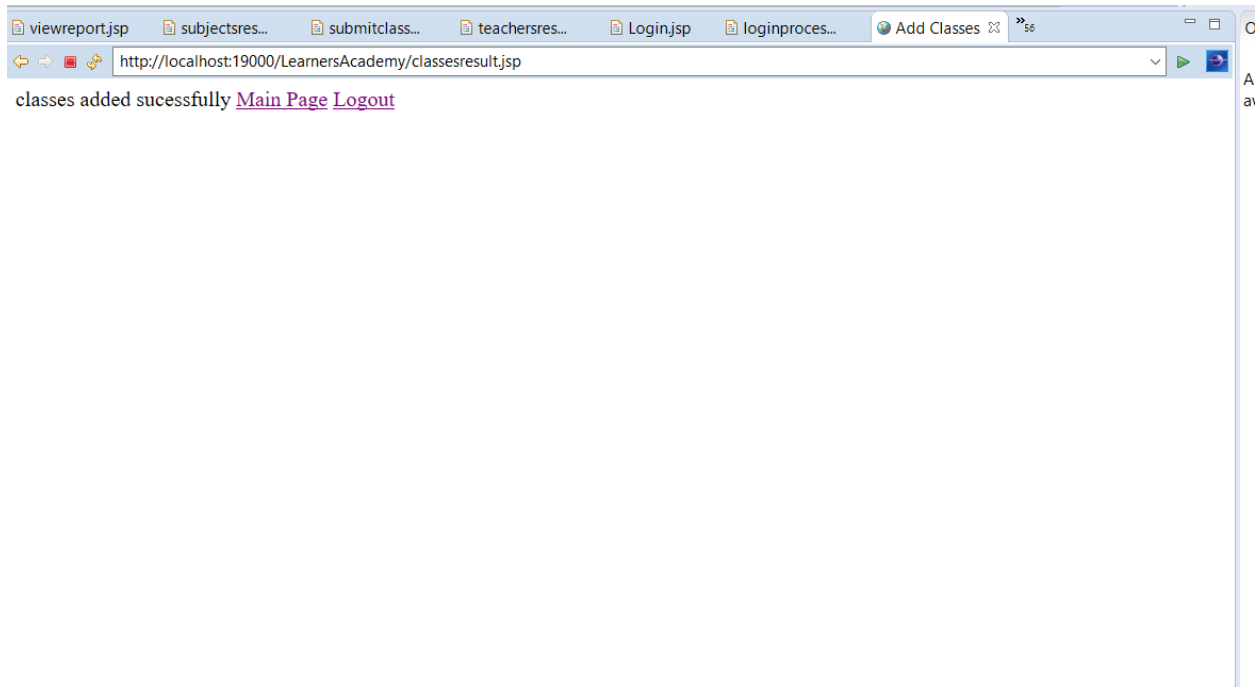 viewreport.jsp subjectsres... submitclass... teachersres... Login.jsp loginproces... Add Classes »56 O
http://localhost:19000/LearnersAcademy/classesresult.jsp
A
av
classes added sucessfully Main Page Logout